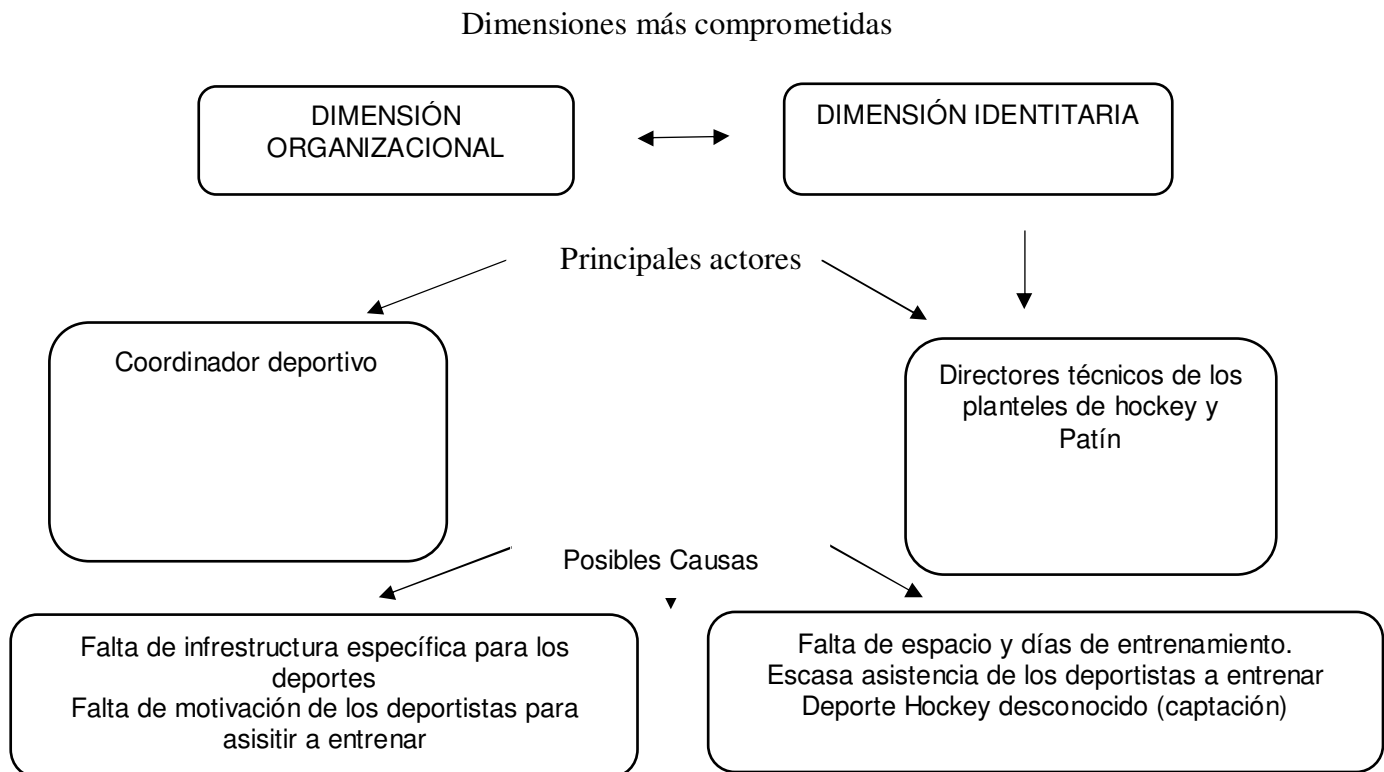 Dimensiones más comprometidas
DIMENSIÓN
ORGANIZACIONAL
DIMENSIÓN IDENTITARIA
Principales actores
Coordinador deportivo
Directores técnicos de los
planteles de hockey y
Patín
Posibles Causas
Falta de infrestructura específica para los
deportes
Falta de motivación de los deportistas para
asisitir a entrenar
Falta de espacio y días de entrenamiento.
Escasa asistencia de los deportistas a entrenar
Deporte Hockey desconocido (captación)